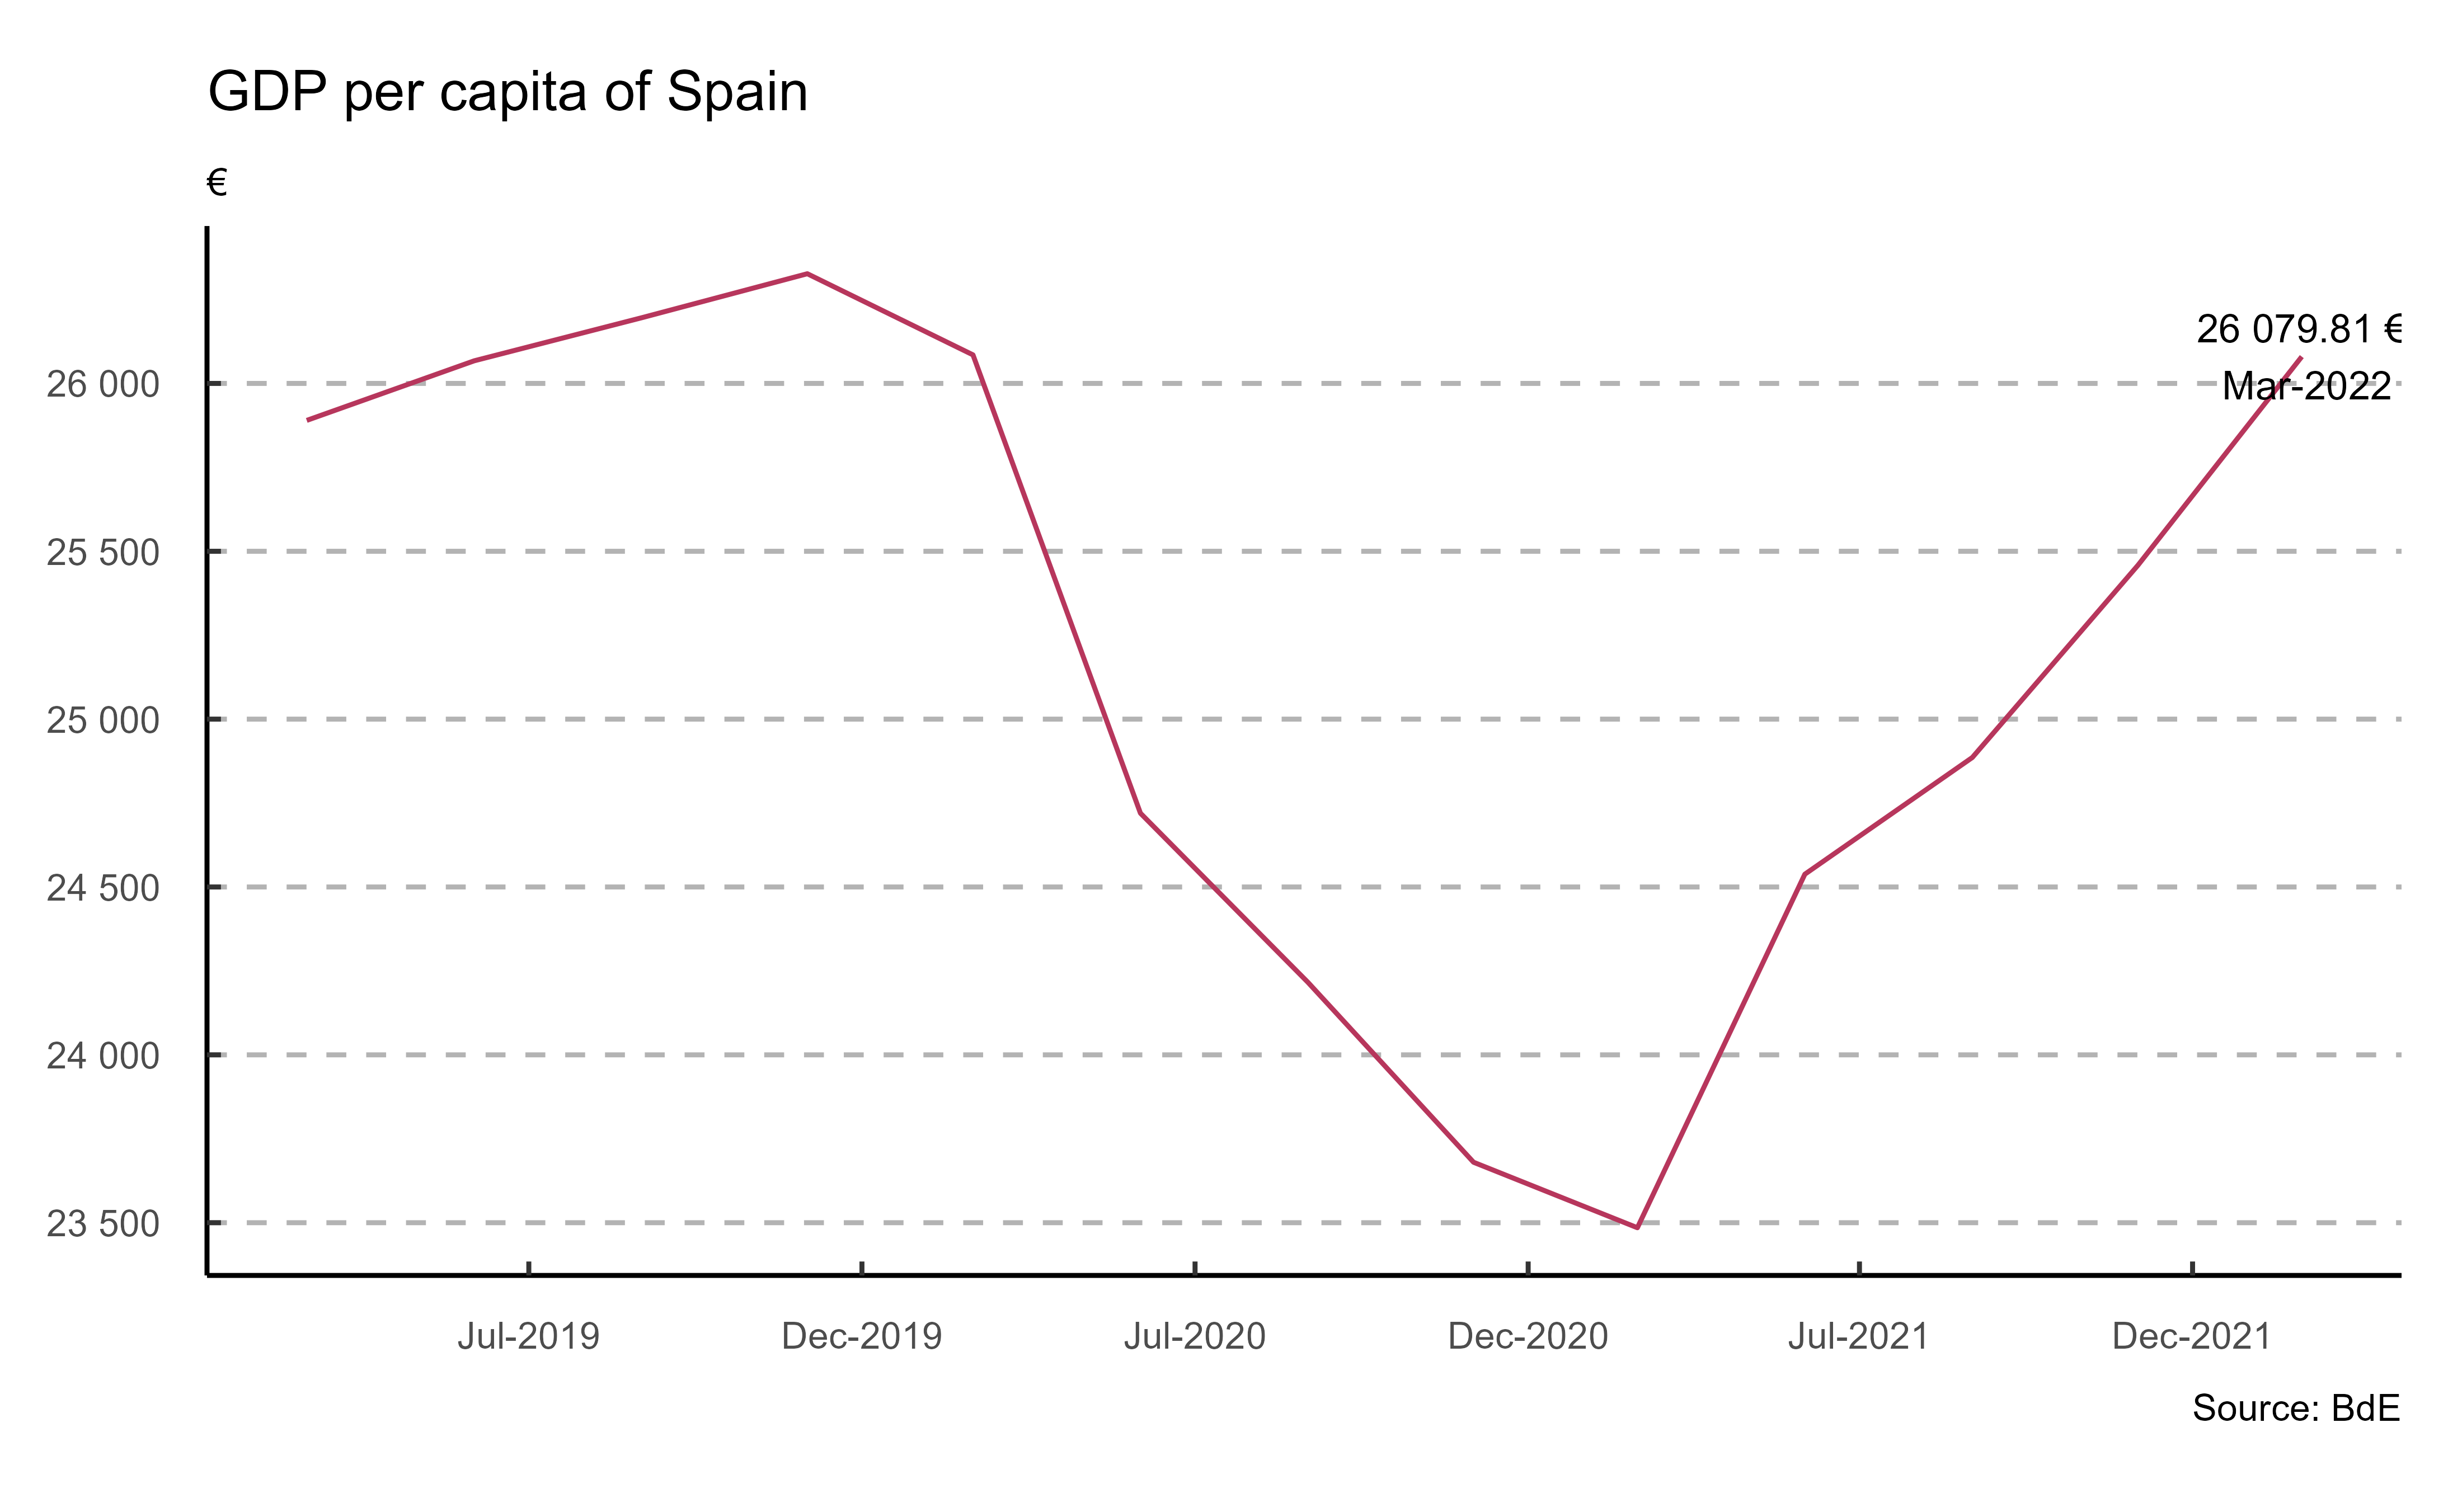 GDP per capita of Spain
€
26 079.81 €
Mar-2022
26 000
25 500
25 000
24 500
24 000
23 500
Jul-2019
Dec-2019
Jul-2020
Dec-2020
Jul-2021
Dec-2021
Source: BdE